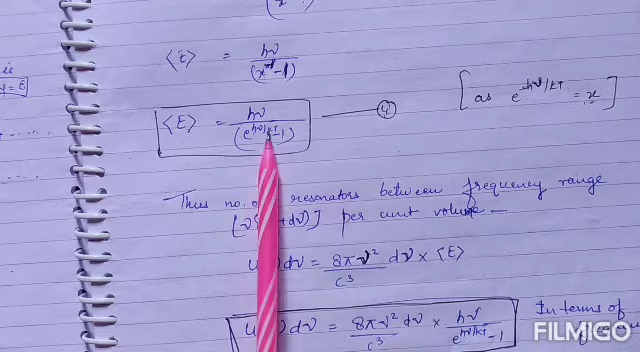 ⟨E⟩ = hν / (x⁻¹ - 1)
⟨E⟩ = hν / (e^(hν/kT) - 1) — 4
[as e^(-hν/kT) = x]
Thus no. of resonators between frequency range
[ν +dν)] per unit volume -
dν = 8πν² / c³ dν × ⟨E⟩
dν = 8πν² / c³ dν × hν / e^(hν/kT) - 1
In terms of
FILMIGO